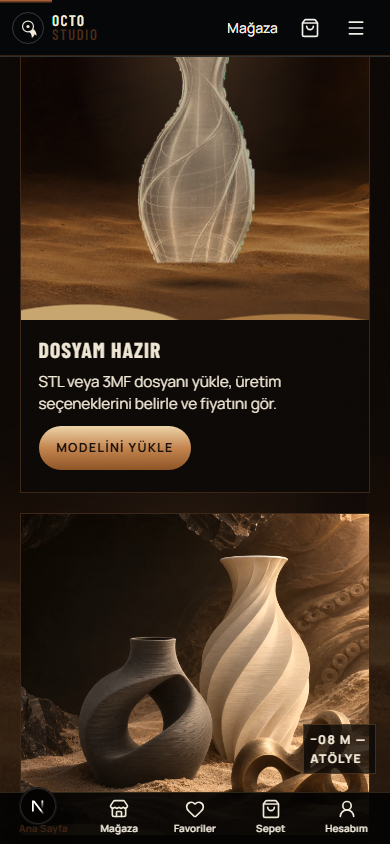 OCTO
STUDIO
Mağaza
DOSYAM HAZIR
STL veya 3MF dosyanı yükle, üretim
seçeneklerini belirle ve fiyatını gör.
MODELİNİ YÜKLE
−08 M —
ATÖLYE
N
Ana Sayfa
Mağaza
Favoriler
Sepet
Hesabım